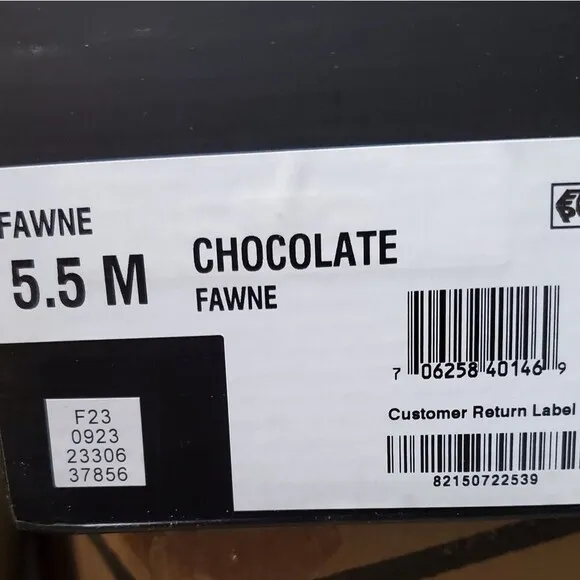 FAWNE
5.5 M
CHOCOLATE
FAWNE
7 06258 40146 9
Customer Return Label
82150722539
F23
0923
23306
37856